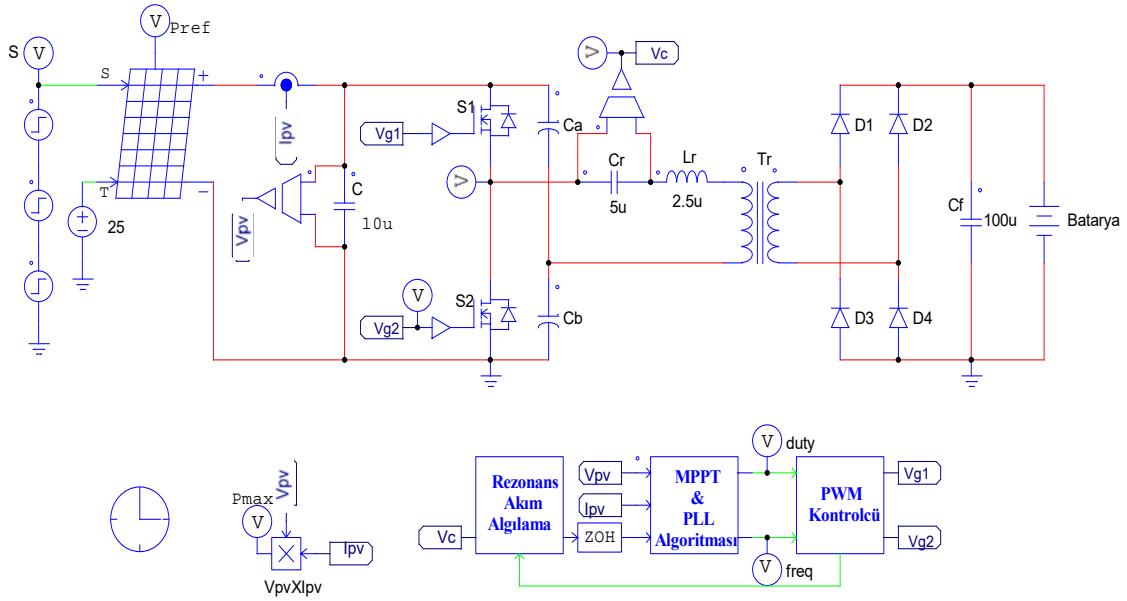 V
Pref
S
V
S
+
T
−
25
Ipv
Vpv
C
10u
V
Vc
S1
Vg1
Ca
V
Cr
5u
Lr
2.5u
Tr
D1
D2
Cf
100u
Batarya
S2
V
Vg2
Cb
D3
D4
Vpv
Pmax
V
Ipv
VpvXIpv
Vc
Rezonans
Akım
Algılama
ZOH
Vpv
Ipv
MPPT
&
PLL
Algoritması
V
duty
V
freq
PWM
Kontrolcü
Vg1
Vg2